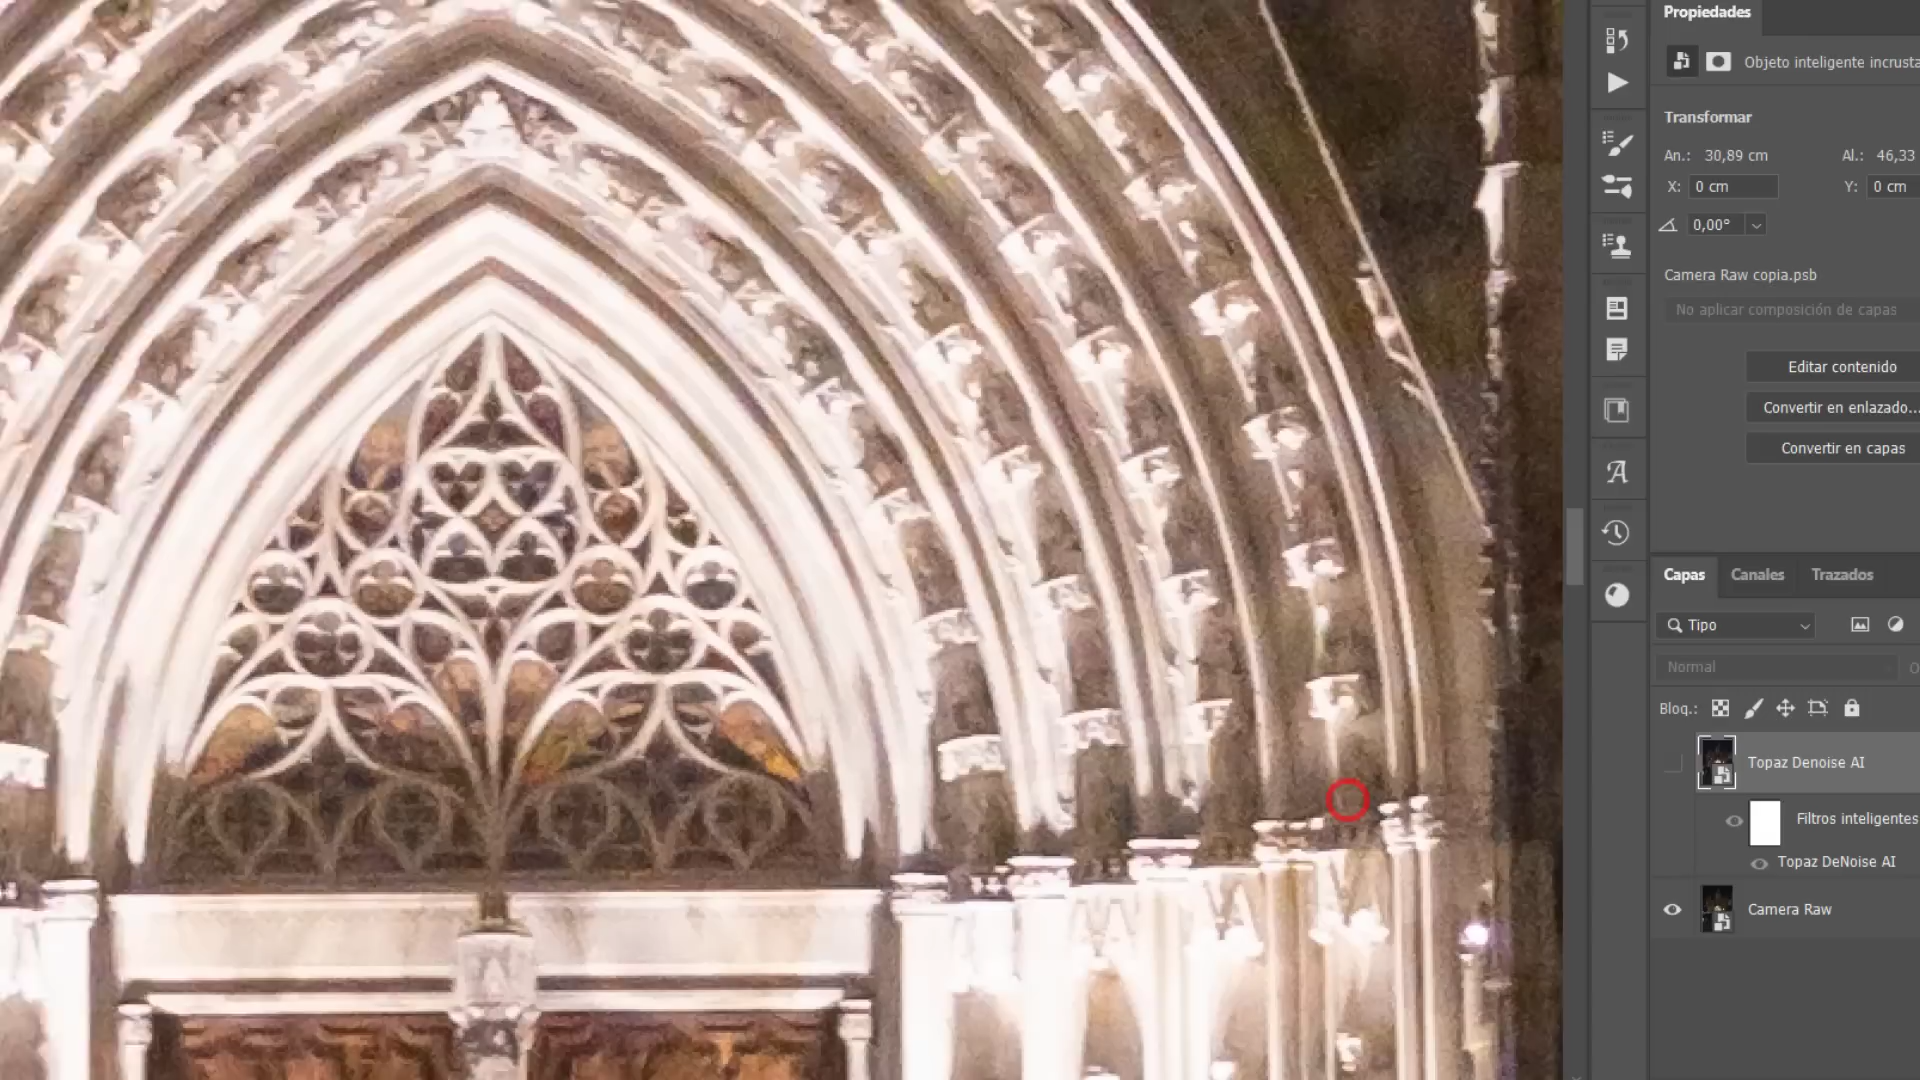 Propiedades
Objeto inteligente incrusta
Transformar
An.: 30,89 cm Al.: 46,33
X: 0 cm Y: 0 cm
0,00°
Camera Raw copia.psb
No aplicar composición de capas
Editar contenido
Convertir en enlazado...
Convertir en capas
Capas Canales Trazados
Tipo
Normal O
Bloq.:
Topaz Denoise AI
Filtros inteligentes
Topaz DeNoise AI
Camera Raw